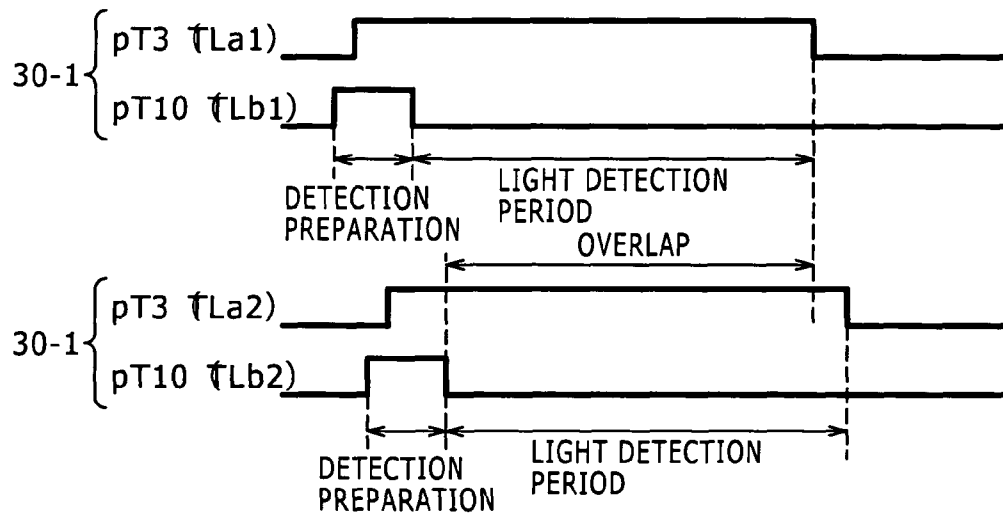 30-1
pT3 (TLa1)
pT10 (TLb1)
DETECTION
PREPARATION
LIGHT DETECTION
PERIOD
OVERLAP
30-1
pT3 (TLa2)
pT10 (TLb2)
DETECTION
PREPARATION
LIGHT DETECTION
PERIOD